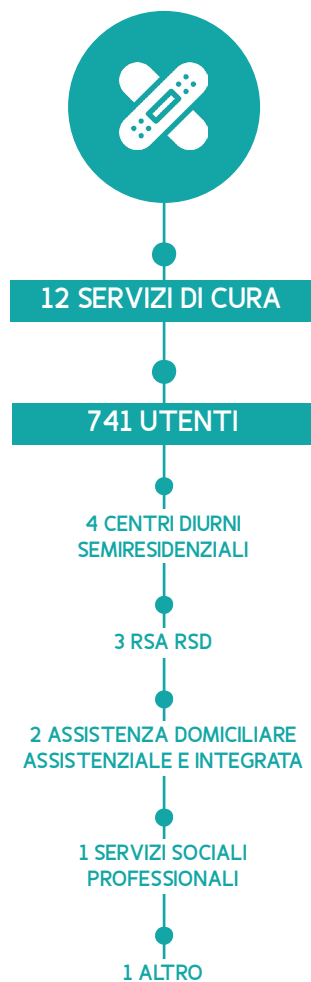 12 SERVIZI DI CURA
741 UTENTI
4 CENTRI DIURNI
SEMIRESIDENZIALI
3 RSA RSD
2 ASSISTENZA DOMICILIARE
ASSISTENZIALE E INTEGRATA
1 SERVIZI SOCIALI
PROFESSIONALI
1 ALTRO